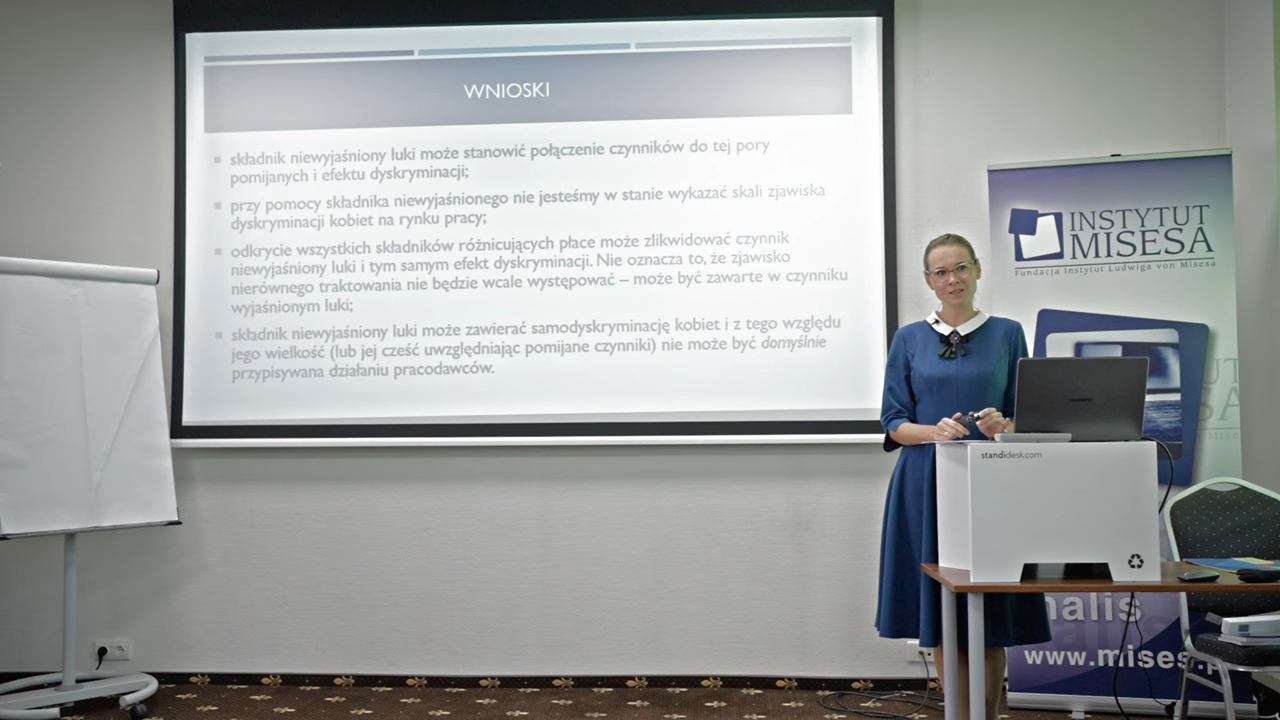 WNIOSKI
składnik niewyjaśniony luki może stanowić połączenie czynników do tej pory
pomijanych i efektu dyskryminacji;
przy pomocy składnika niewyjaśnionego nie jesteśmy w stanie wykazać skali zjawiska
dyskryminacji kobiet na rynku pracy;
odkrycie wszystkich składników różnicujących płace może zlikwidować czynnik
niewyjaśniony luki i tym samym efekt dyskryminacji. Nie oznacza to, że zjawisko
nierównego traktowania nie będzie wcale występować – może być zawarte w czynniku
wyjaśnionym luki;
składnik niewyjaśniony luki może zawierać samodyskryminację kobiet i z tego względu
jego wielkość (lub jej cześć uwzględniając pomijane czynniki) nie może być domyślnie
przypisywana działaniu pracodawców.
INSTYTUT
MISESA
Fundacja Instytut Ludwiga von Misesa
standidesk.com
nalis
www.mises.p